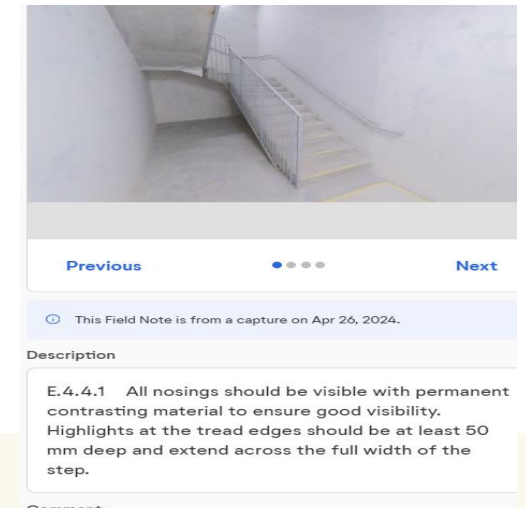 Previous
Next
This Field Note is from a capture on Apr 26, 2024.
Description
E.4.4.1 All nosings should be visible with permanent
contrasting material to ensure good visibility.
Highlights at the tread edges should be at least 50
mm deep and extend across the full width of the
step.
Comment